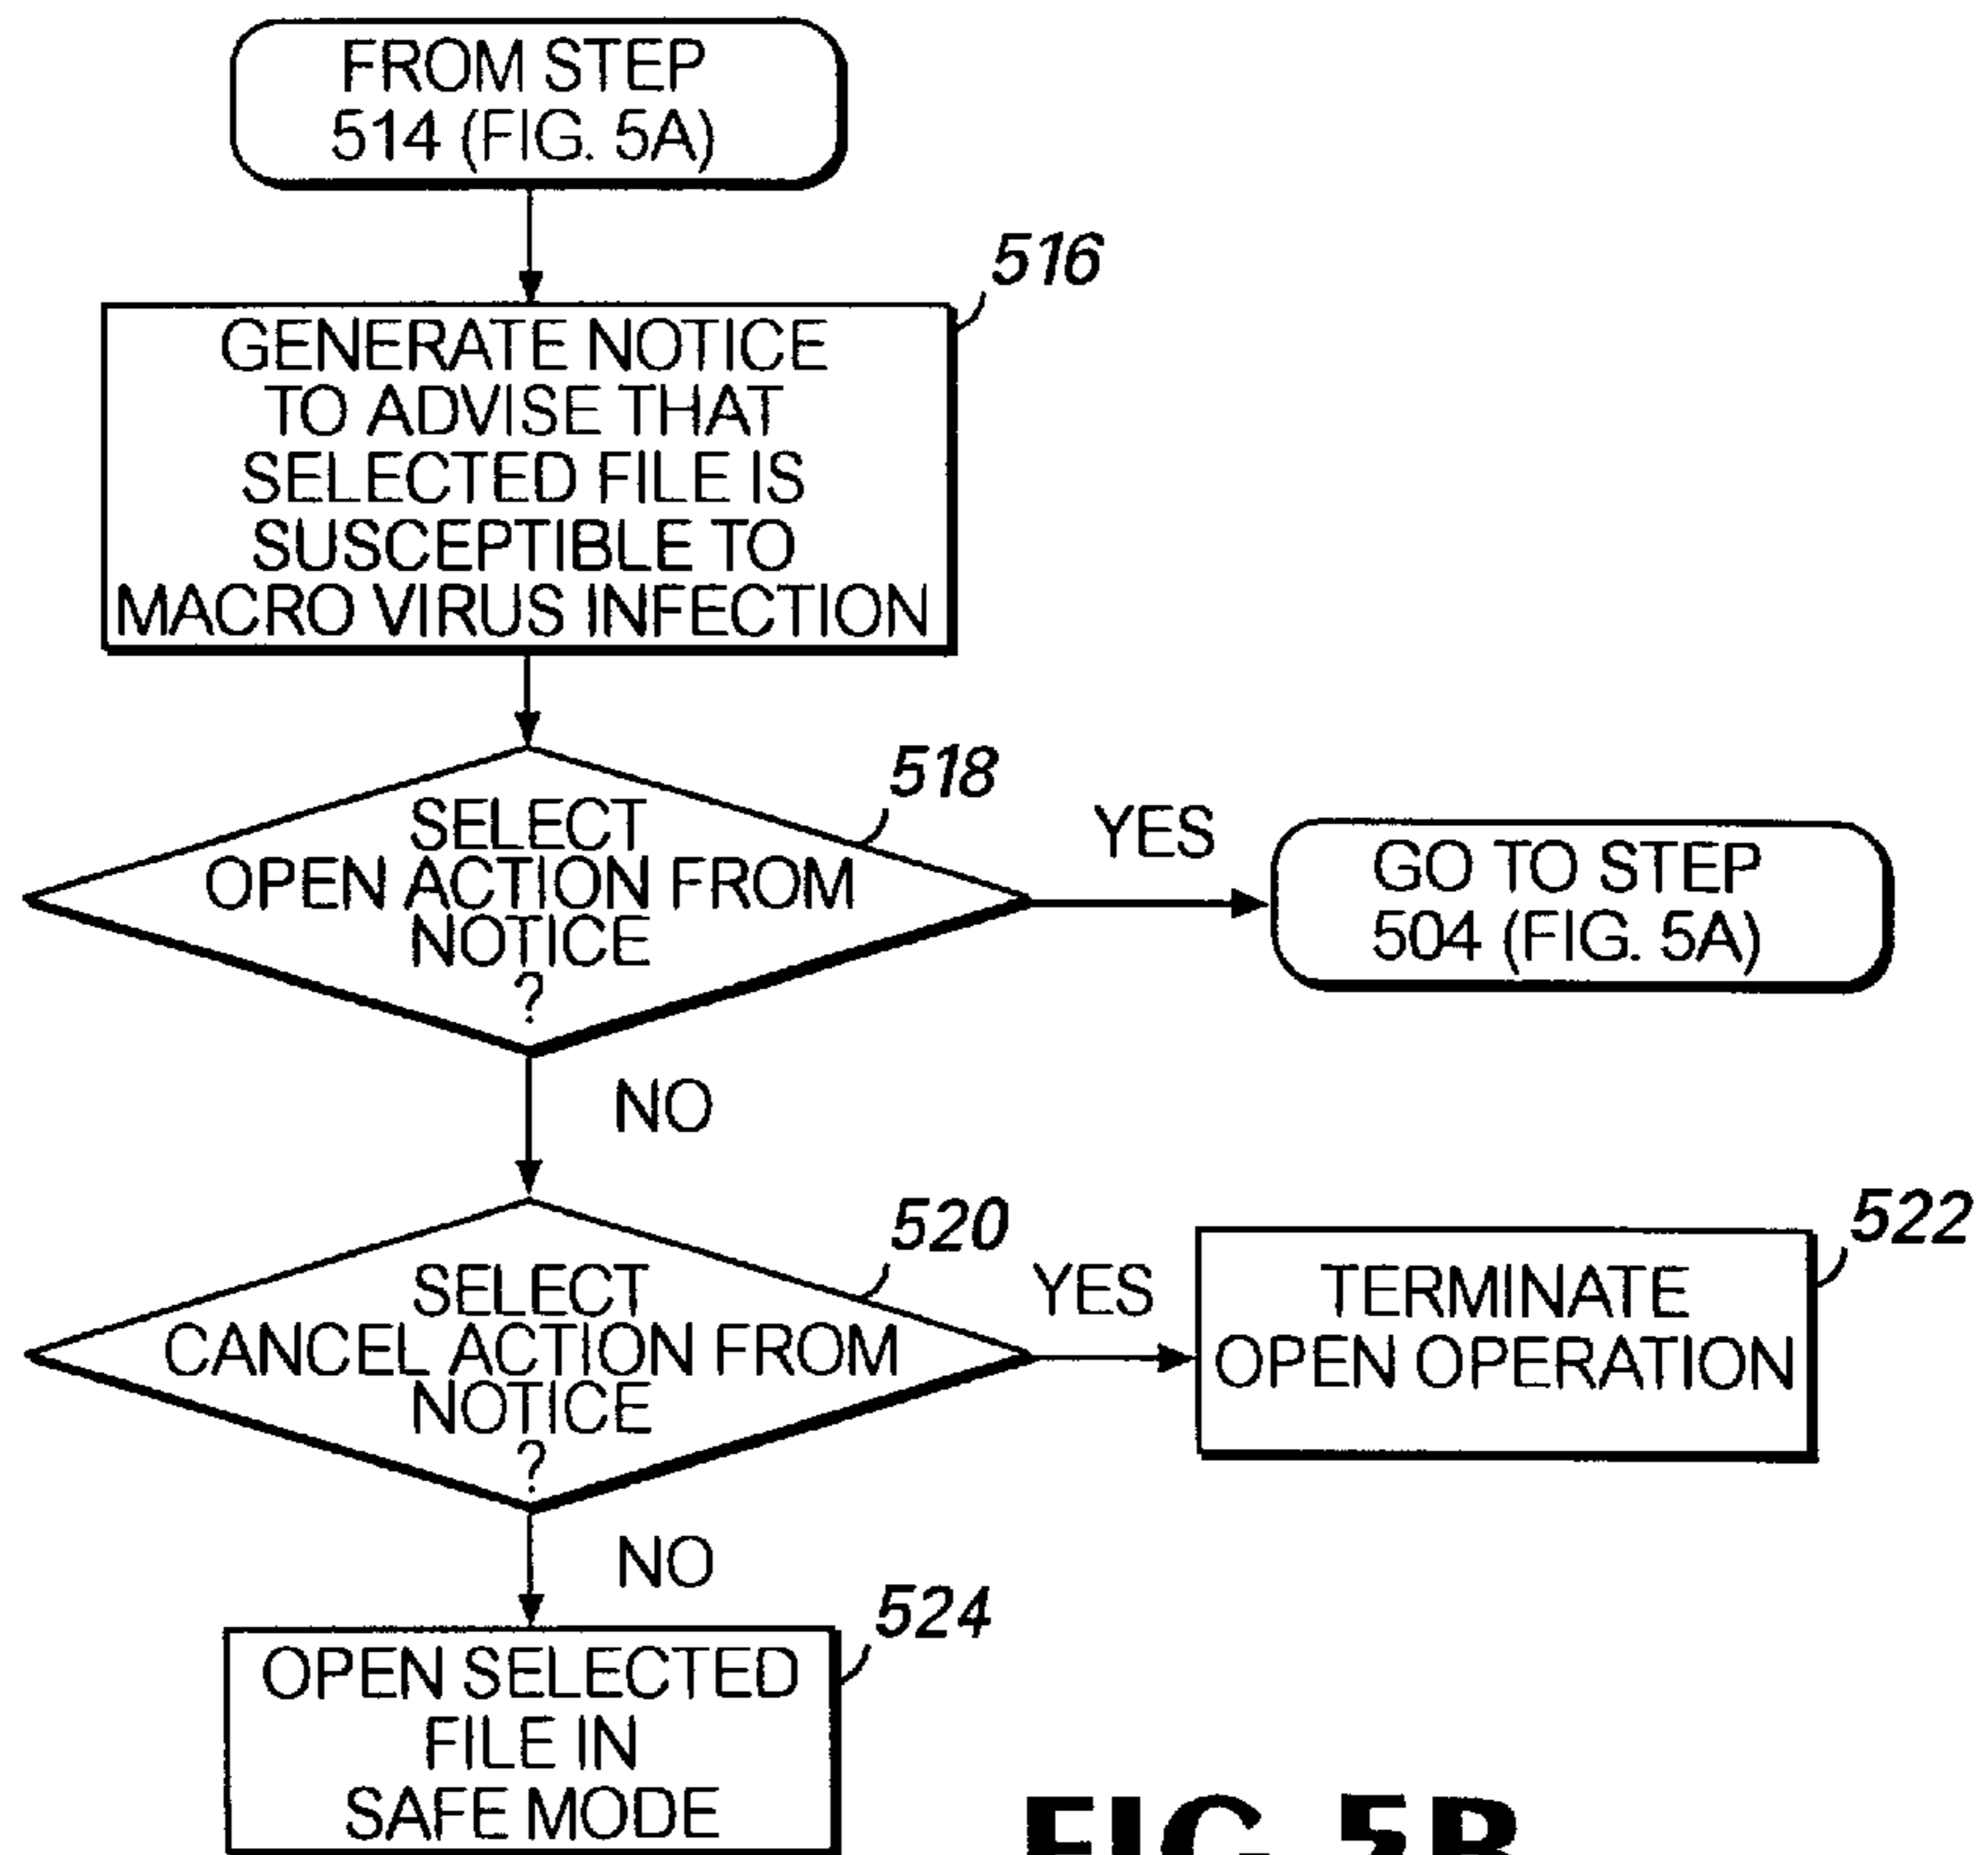 FROM STEP
514 (FIG. 5A)
516
GENERATE NOTICE
TO ADVISE THAT
SELECTED FILE IS
SUSCEPTIBLE TO
MACRO VIRUS INFECTION
518
SELECT
OPEN ACTION FROM
NOTICE
?
YES
GO TO STEP
504 (FIG. 5A)
NO
520
SELECT
CANCEL ACTION FROM
NOTICE
?
YES
522
TERMINATE
OPEN OPERATION
NO
524
OPEN SELECTED
FILE IN
SAFE MODE
FIG. 5B